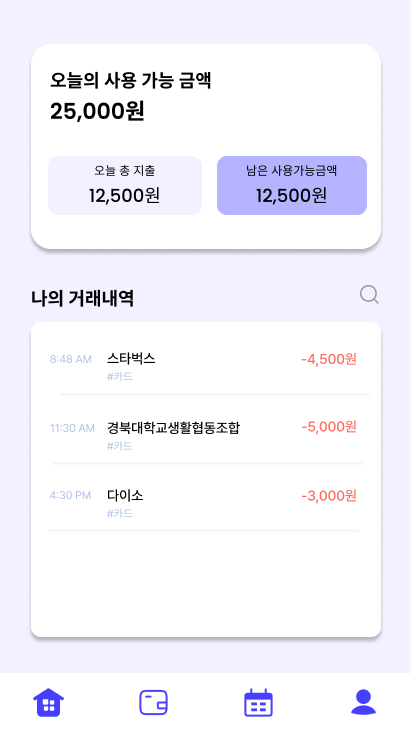 오늘의 사용 가능 금액
25,000원
오늘 총 지출
12,500원
남은 사용가능금액
12,500원
나의 거래내역
8:48 AM 스타벅스 -4,500원
#카드
11:30 AM 경북대학교생활협동조합 -5,000원
#카드
4:30 PM 다이소 -3,000원
#카드